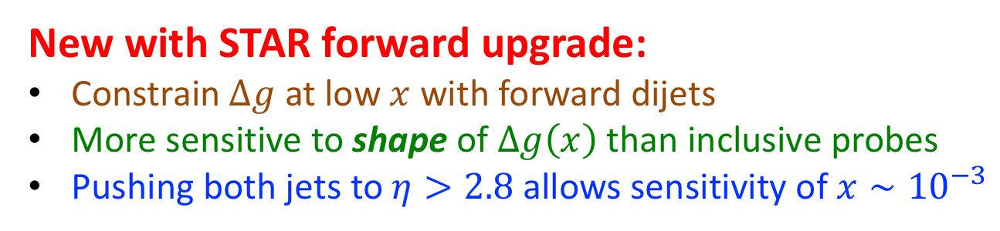 New with STAR forward upgrade:
• Constrain Δg at low x with forward dijets
• More sensitive to shape of Δg(x) than inclusive probes
• Pushing both jets to η > 2.8 allows sensitivity of x ~ 10⁻³